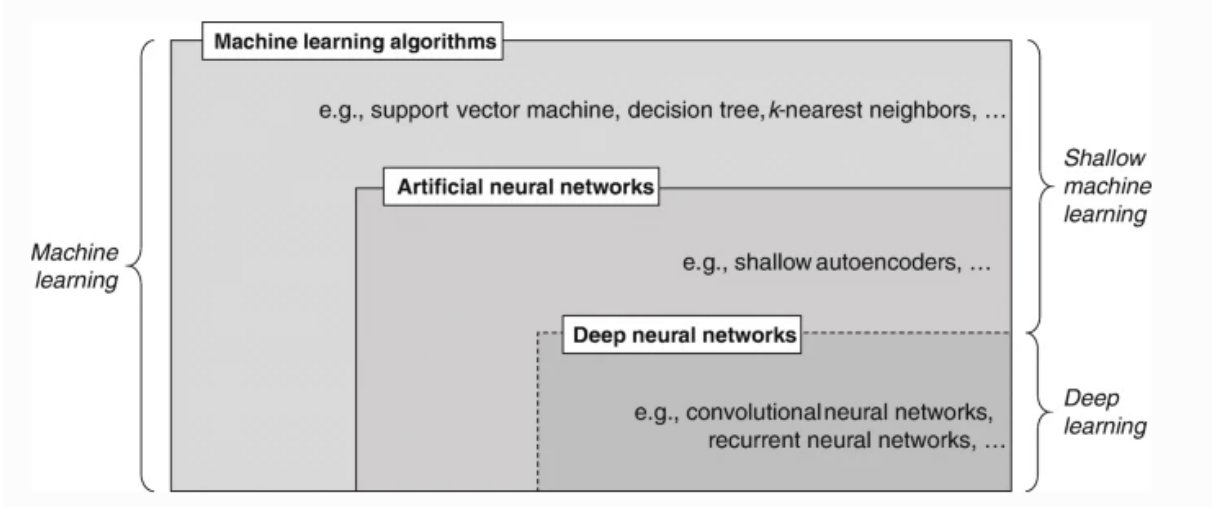 Machine learning algorithms
e.g., support vector machine, decision tree, k-nearest neighbors, …
Shallow
machine
learning
Artificial neural networks
Machine
learning
e.g., shallow autoencoders, …
Deep neural networks
e.g., convolutional neural networks,
recurrent neural networks, …
Deep
learning